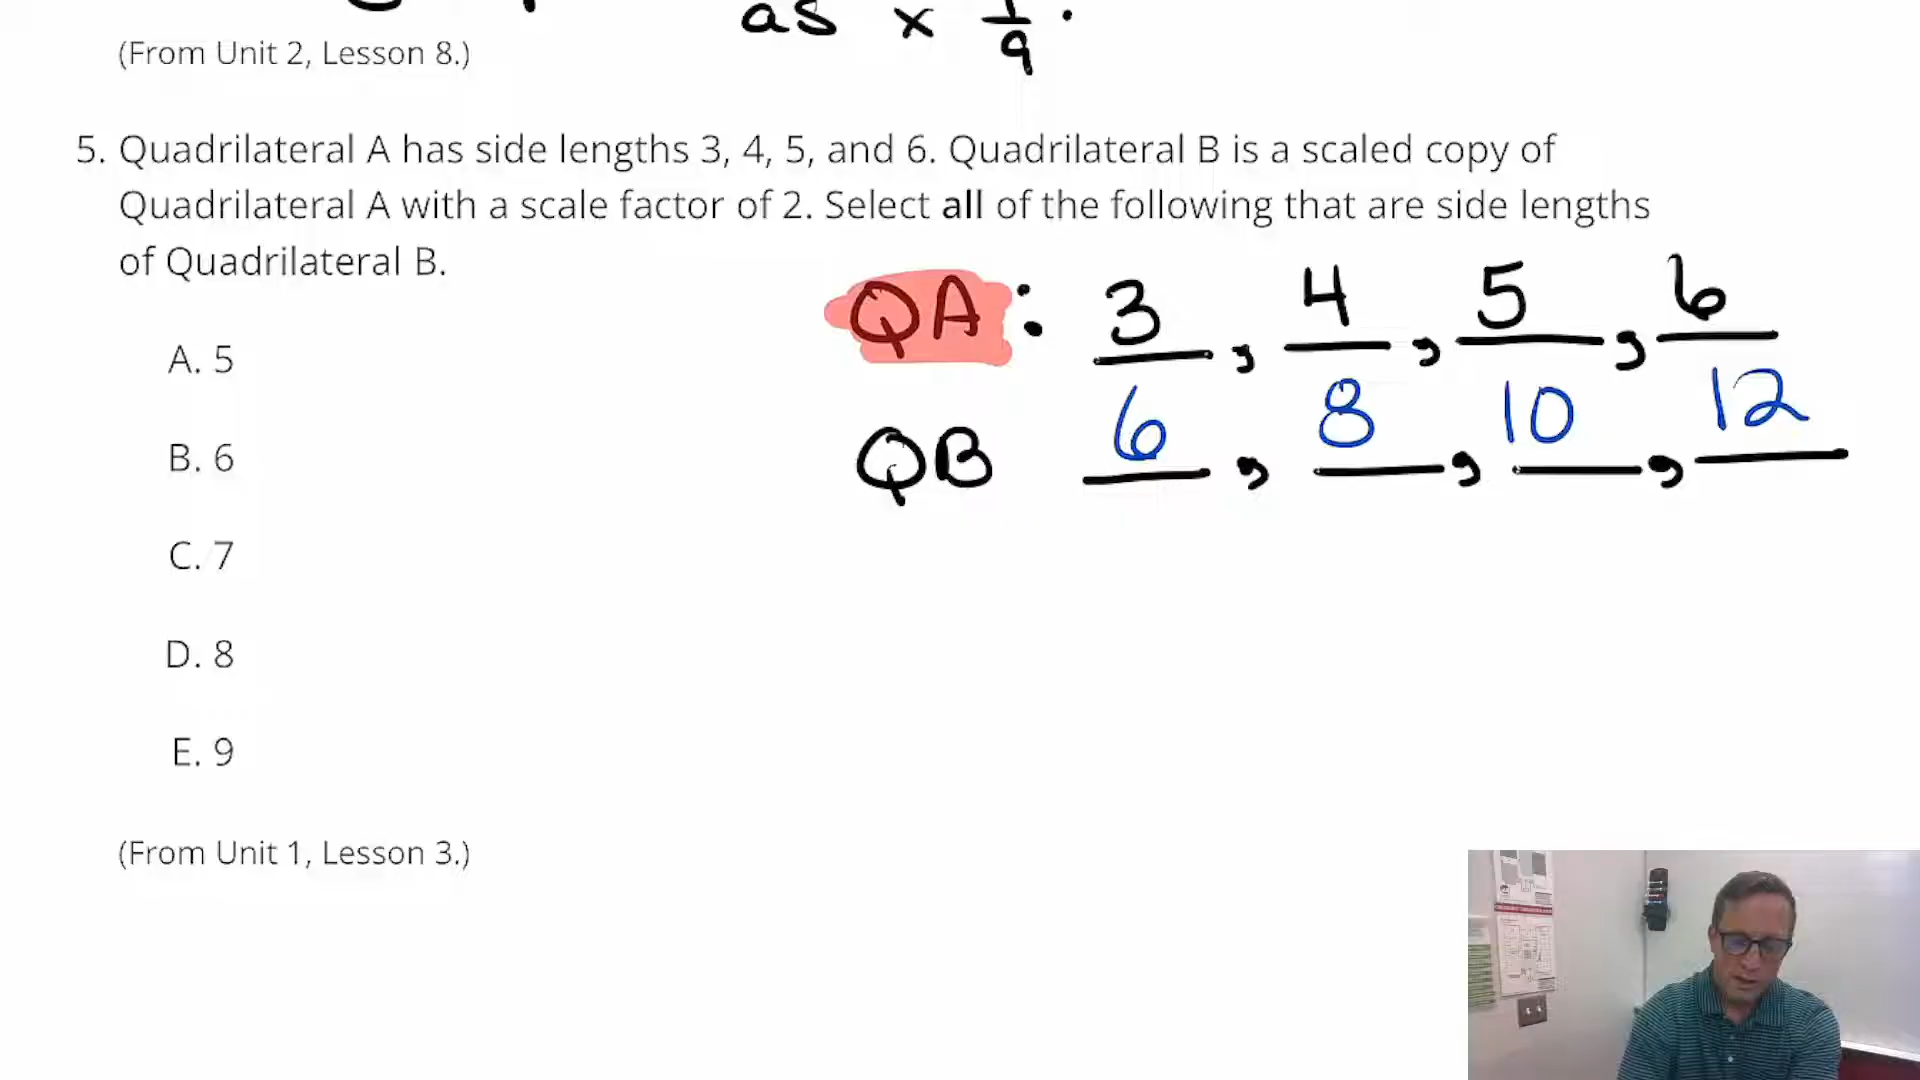 as x 1/9.
(From Unit 2, Lesson 8.)
5. Quadrilateral A has side lengths 3, 4, 5, and 6. Quadrilateral B is a scaled copy of
Quadrilateral A with a scale factor of 2. Select all of the following that are side lengths
of Quadrilateral B.
QA: 3, 4, 5, 6
QB 6, 8, 10, 12
A. 5
B. 6
C. 7
D. 8
E. 9
(From Unit 1, Lesson 3.)